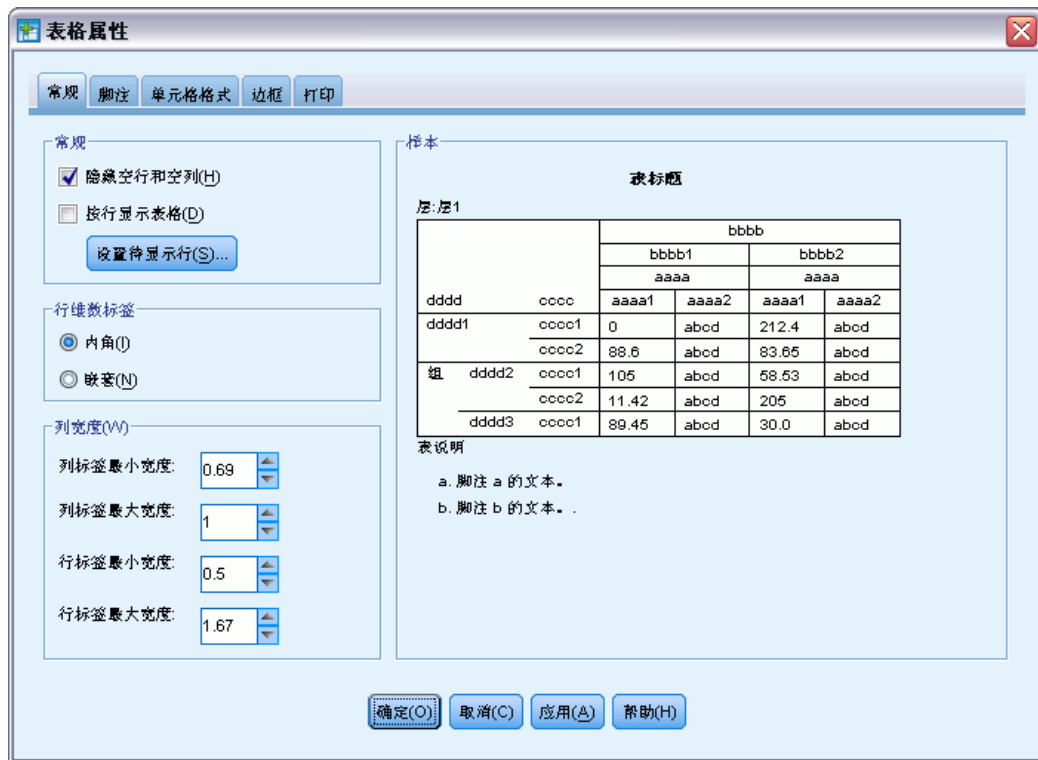 表格属性
常规 脚注 单元格格式 边框 打印
常规
隐藏空行和空列(H)
按行显示表格(D)
设置待显示行(S)...
行维数标签
内角(I)
嵌套(N)
列宽度(W)
列标签最小宽度: 0.69
列标签最大宽度: 1
行标签最小宽度: 0.5
行标签最大宽度: 1.67
样本
表标题
层:层1
bbbb
bbbb1 bbbb2
aaaa aaaa
dddd cccc aaaa1 aaaa2 aaaa1 aaaa2
dddd1 cccc1 0 abcd 212.4 abcd
cccc2 88.6 abcd 83.65 abcd
组 dddd2 cccc1 105 abcd 58.53 abcd
cccc2 11.42 abcd 205 abcd
dddd3 cccc1 89.45 abcd 30.0 abcd
表说明
a. 脚注 a 的文本。
b. 脚注 b 的文本。.
确定(O) 取消(C) 应用(A) 帮助(H)